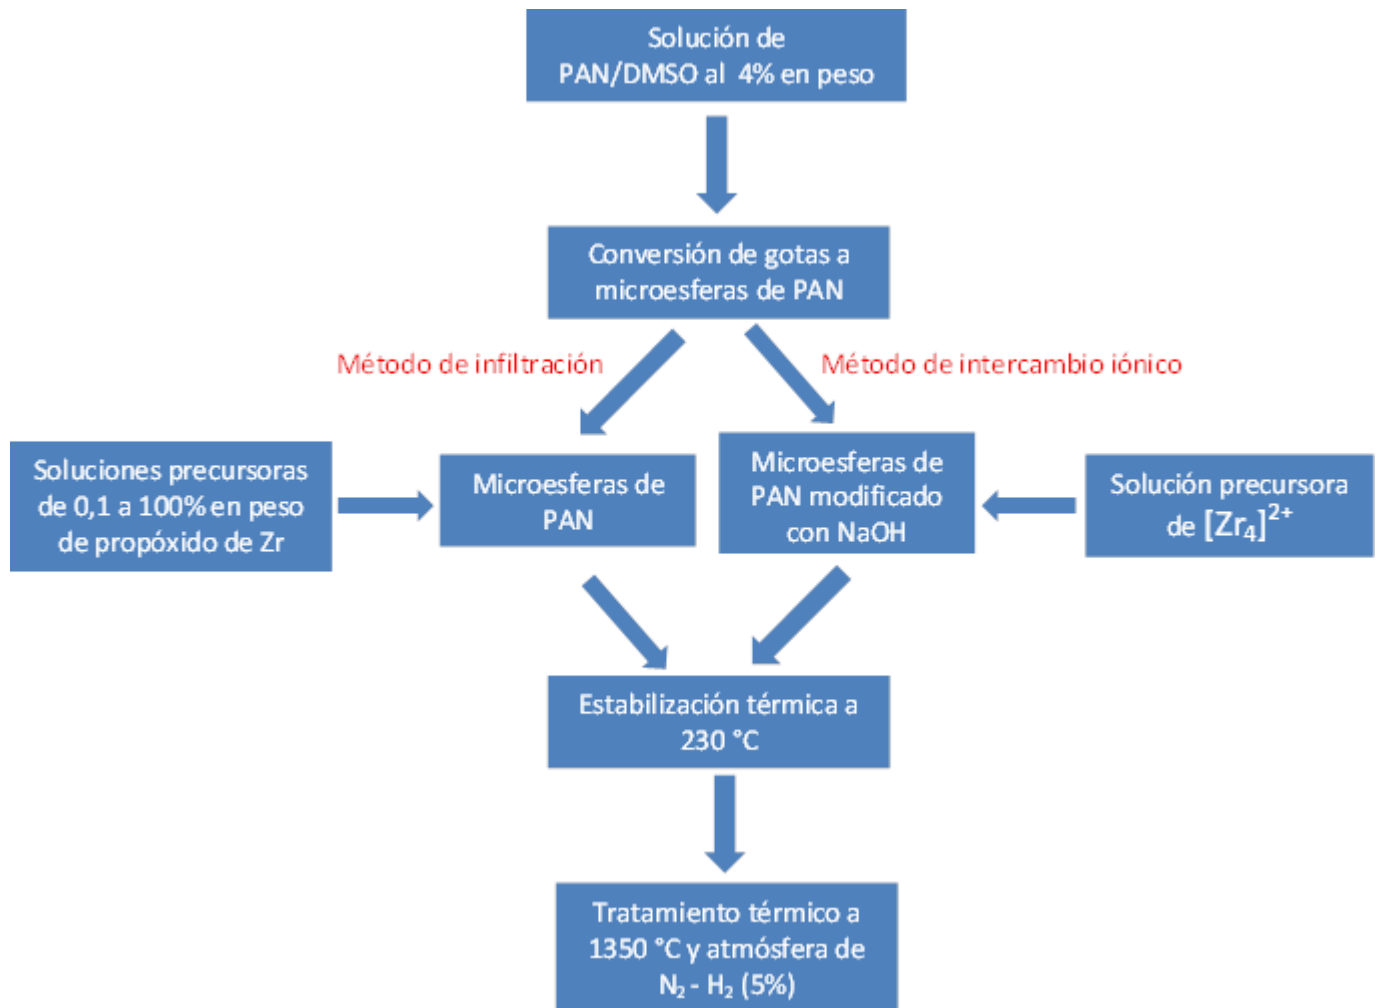 Solución de
PAN/DMSO al 4% en peso
Conversión de gotas a
microesferas de PAN
Método de infiltración
Método de intercambio iónico
Soluciones precursoras
de 0,1 a 100% en peso
de propóxido de Zr
Microesferas de
PAN
Microesferas de
PAN modificado
con NaOH
Solución precursora
de [Zr₄]²⁺
Estabilización térmica a
230 °C
Tratamiento térmico a
1350 °C y atmósfera de
N₂ - H₂ (5%)